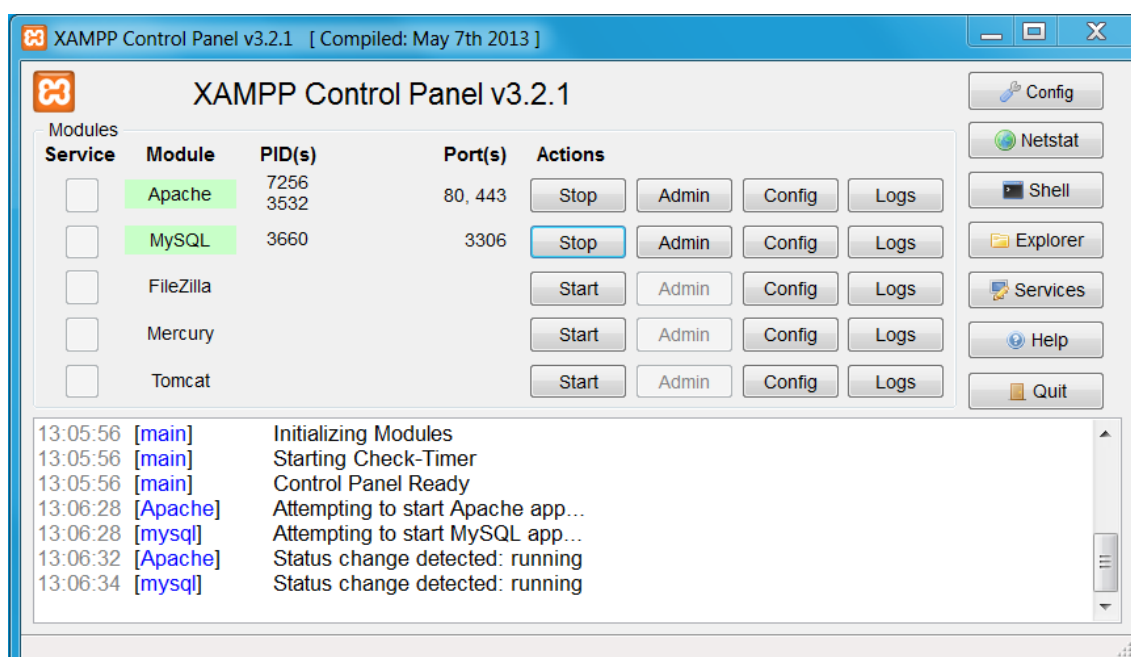 XAMPP Control Panel v3.2.1 [ Compiled: May 7th 2013 ]
XAMPP Control Panel v3.2.1
Config
Modules
Service Module PID(s) Port(s) Actions
Netstat
Apache 7256 3532 80, 443 Stop Admin Config Logs
Shell
MySQL 3660 3306 Stop Admin Config Logs
Explorer
FileZilla Start Admin Config Logs
Services
Mercury Start Admin Config Logs
Help
Tomcat Start Admin Config Logs
Quit
13:05:56 [main] Initializing Modules
13:05:56 [main] Starting Check-Timer
13:05:56 [main] Control Panel Ready
13:06:28 [Apache] Attempting to start Apache app...
13:06:28 [mysql] Attempting to start MySQL app...
13:06:32 [Apache] Status change detected: running
13:06:34 [mysql] Status change detected: running